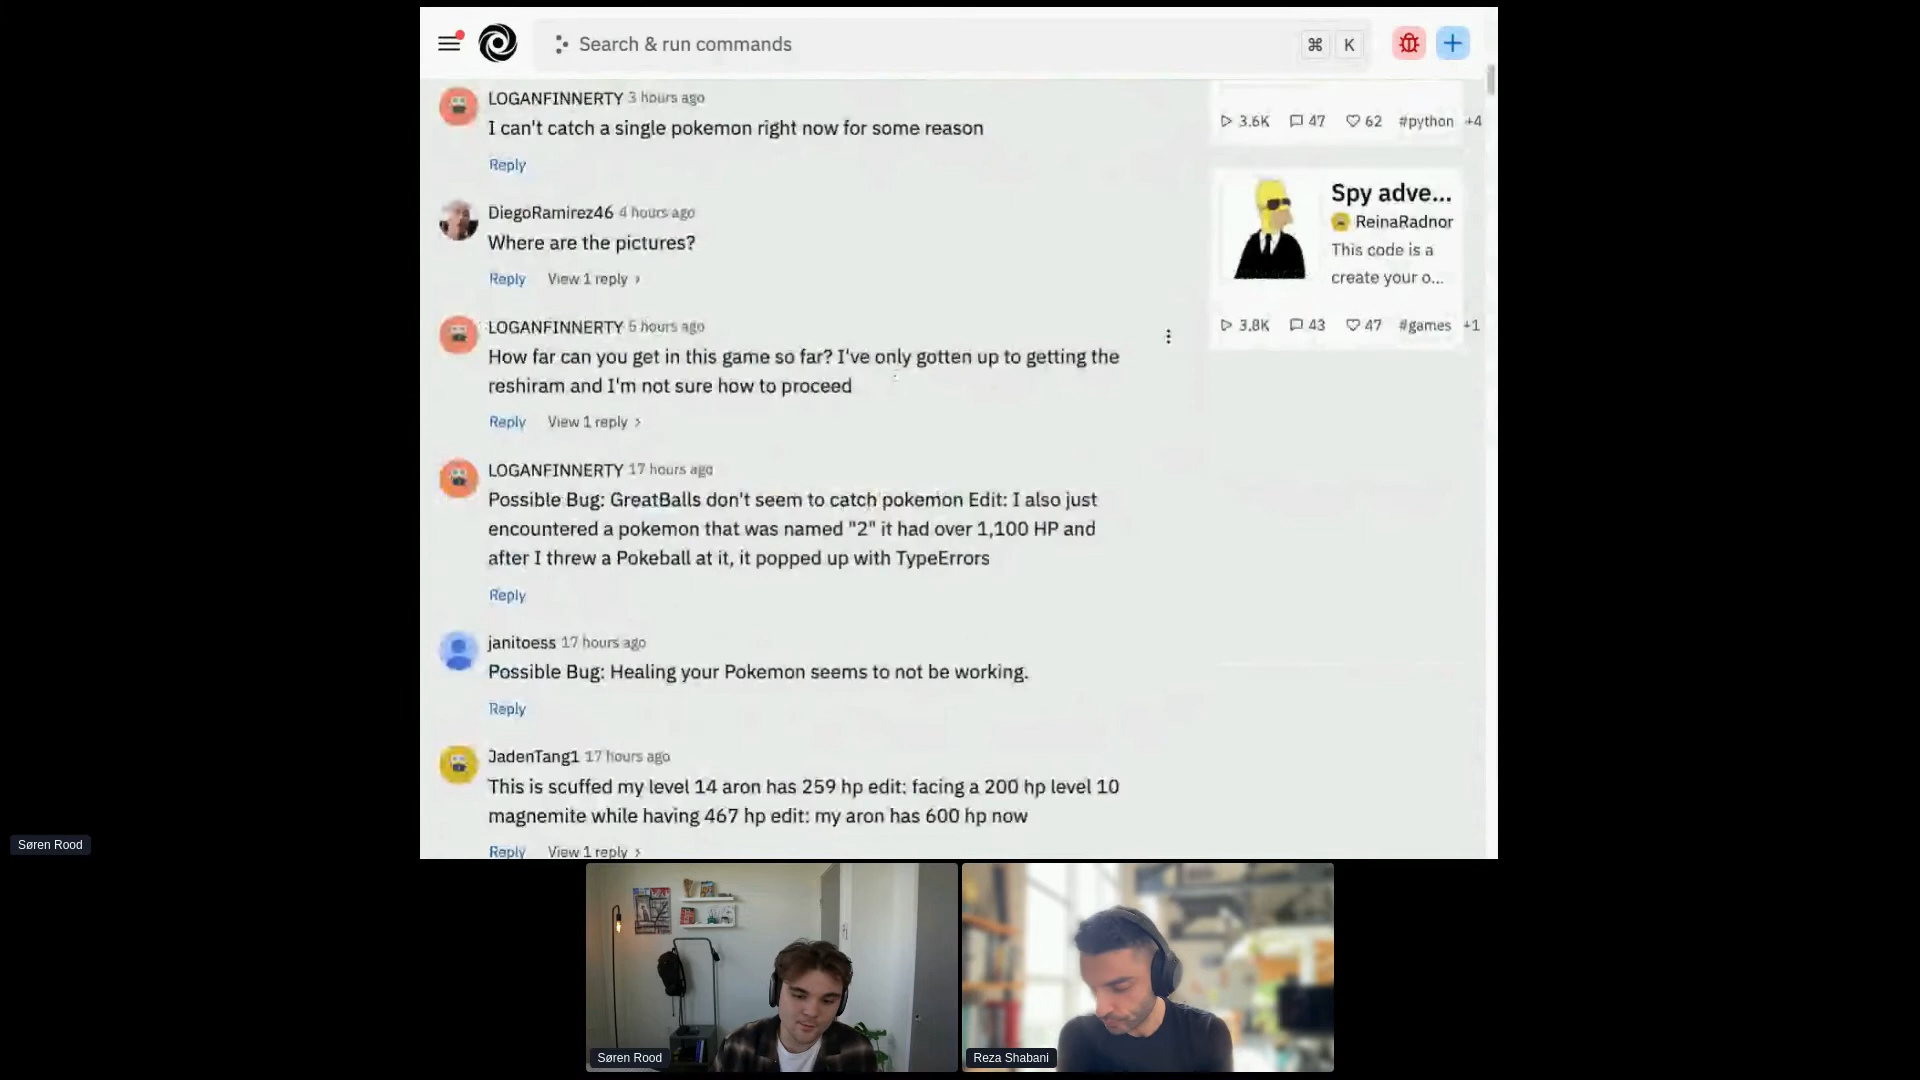 Search & run commands
⌘ K
LOGANFINNERTY 3 hours ago
I can't catch a single pokemon right now for some reason
Reply
DiegoRamirez46 4 hours ago
Where are the pictures?
Reply View 1 reply ›
LOGANFINNERTY 5 hours ago
How far can you get in this game so far? I've only gotten up to getting the
reshiram and I'm not sure how to proceed
Reply View 1 reply ›
LOGANFINNERTY 17 hours ago
Possible Bug: GreatBalls don't seem to catch pokemon Edit: I also just
encountered a pokemon that was named "2" it had over 1,100 HP and
after I threw a Pokeball at it, it popped up with TypeErrors
Reply
janitoess 17 hours ago
Possible Bug: Healing your Pokemon seems to not be working.
Reply
JadenTang1 17 hours ago
This is scuffed my level 14 aron has 259 hp edit: facing a 200 hp level 10
magnemite while having 467 hp edit: my aron has 600 hp now
Reply View 1 reply ›
3.6K 47 62 #python +4
Spy adve...
ReinaRadnor
This code is a
create your o...
3.8K 43 47 #games +1
Søren Rood
Søren Rood
Reza Shabani